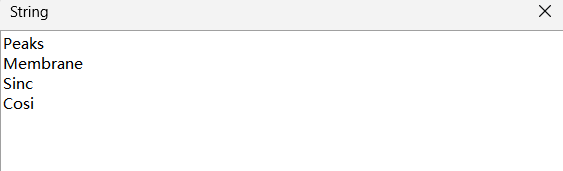 String
Peaks
Membrane
Sinc
Cosi